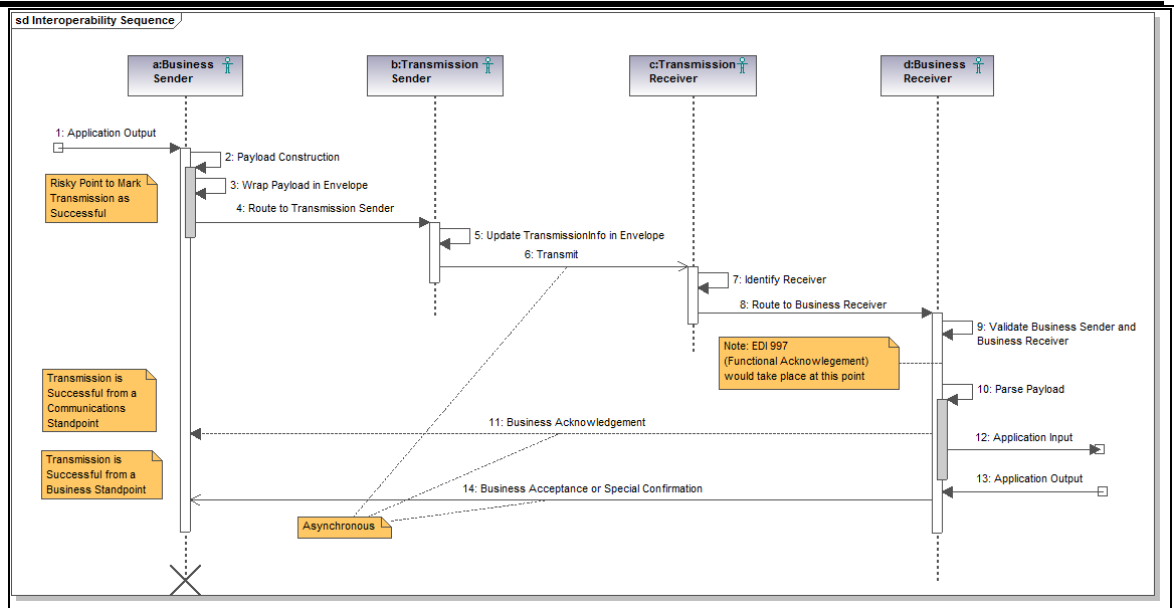 sd Interoperability Sequence
a:Business
Sender
b:Transmission
Sender
c:Transmission
Receiver
d:Business
Receiver
1: Application Output
2: Payload Construction
Risky Point to Mark
Transmission as
Successful
3: Wrap Payload in Envelope
4: Route to Transmission Sender
5: Update TransmissionInfo in Envelope
6: Transmit
7: Identify Receiver
8: Route to Business Receiver
9: Validate Business Sender and
Business Receiver
Note: EDI 997
(Functional Acknowlegement)
would take place at this point
Transmission is
Successful from a
Communications
Standpoint
10: Parse Payload
11: Business Acknowledgement
12: Application Input
Transmission is
Successful from a
Business Standpoint
13: Application Output
14: Business Acceptance or Special Confirmation
Asynchronous